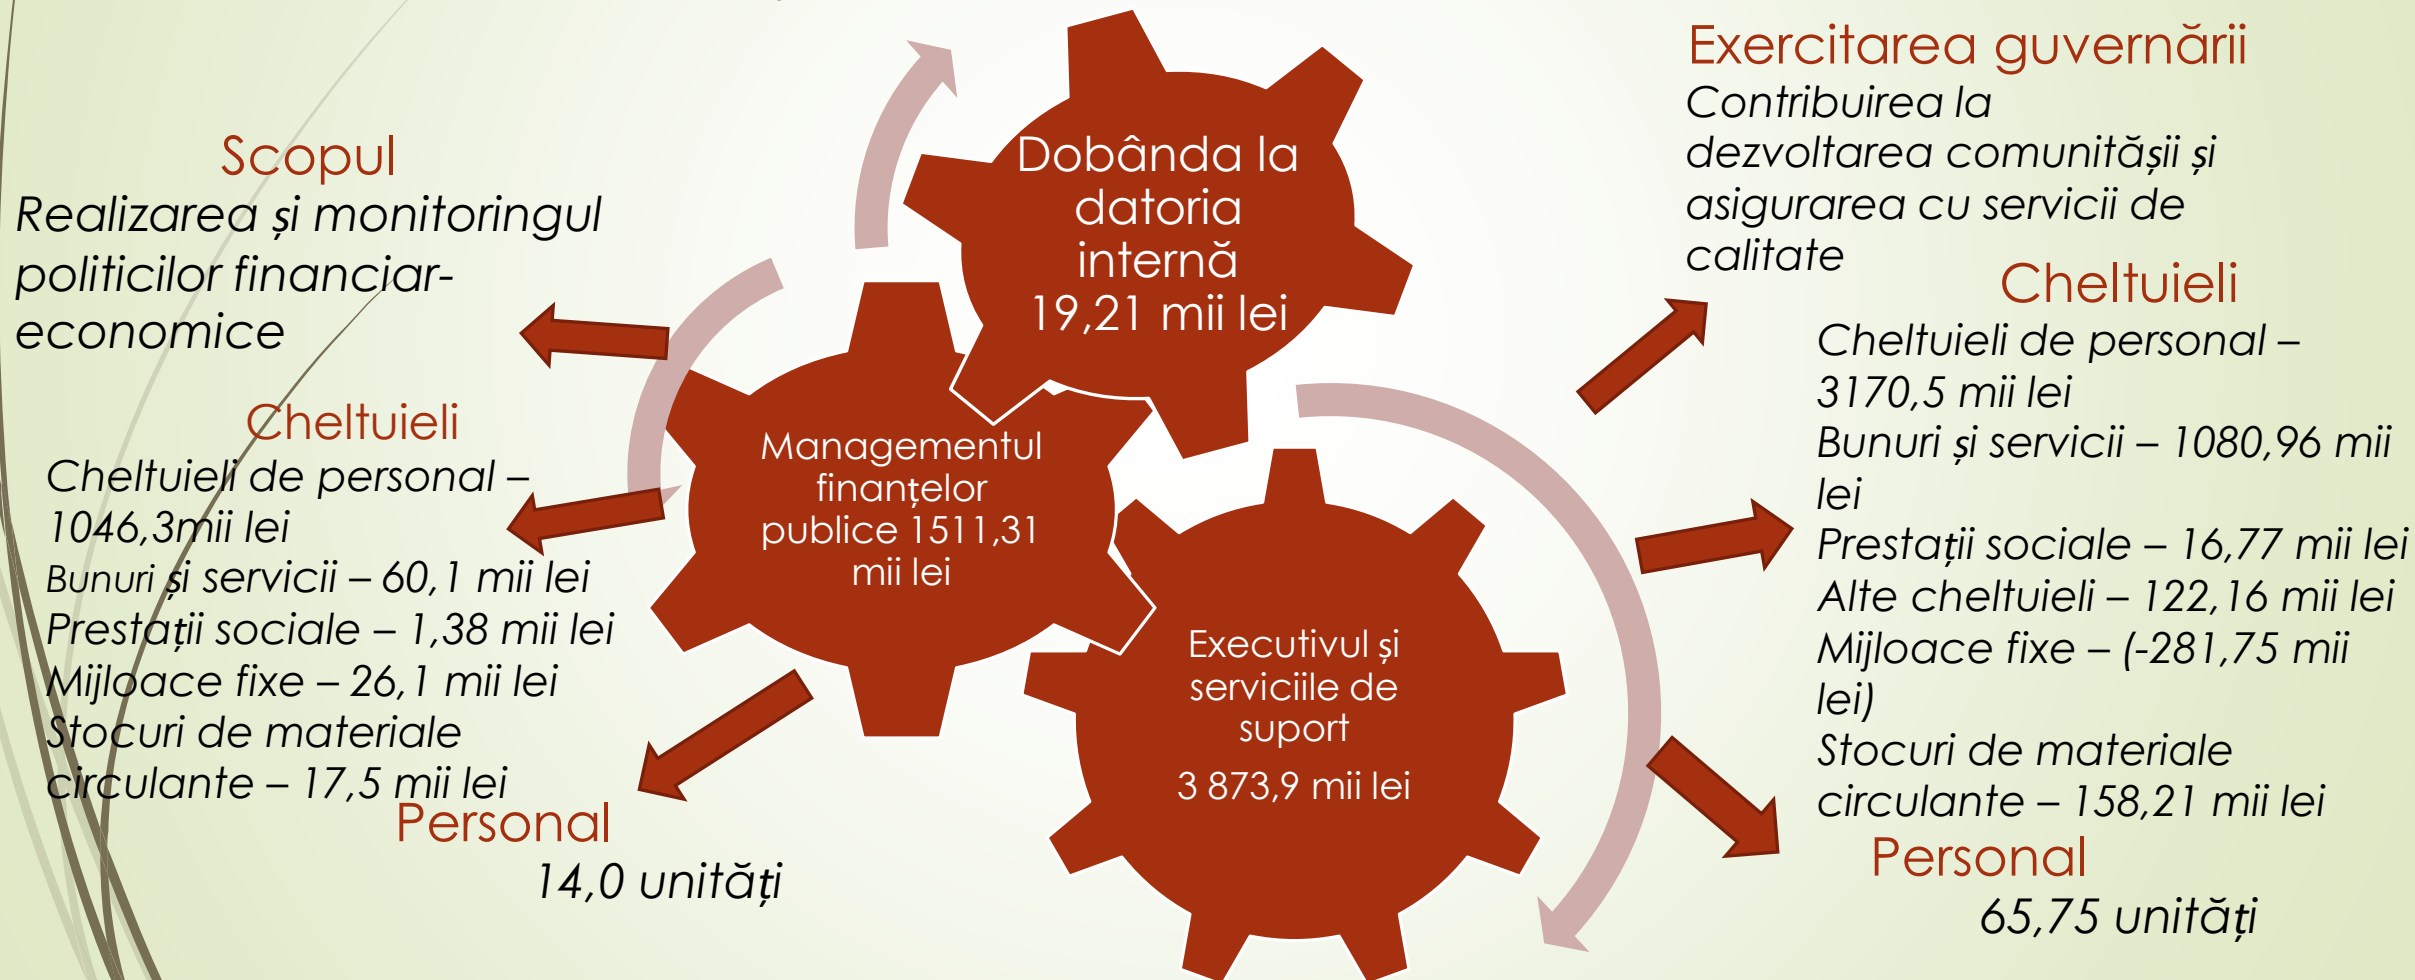 Scopul
Realizarea și monitoringul
politicilor financiar-
economice
Cheltuieli
Cheltuieli de personal –
1046,3mii lei
Bunuri și servicii – 60,1 mii lei
Prestații sociale – 1,38 mii lei
Mijloace fixe – 26,1 mii lei
Stocuri de materiale
circulante – 17,5 mii lei
Personal
14,0 unități
Dobânda la
datoria
internă
19,21 mii lei
Managementul
finanțelor
publice 1511,31
mii lei
Executivul și
serviciile de
suport
3 873,9 mii lei
Exercitarea guvernării
Contribuirea la
dezvoltarea comunităşii și
asigurarea cu servicii de
calitate
Cheltuieli
Cheltuieli de personal –
3170,5 mii lei
Bunuri și servicii – 1080,96 mii
lei
Prestații sociale – 16,77 mii lei
Alte cheltuieli – 122,16 mii lei
Mijloace fixe – (-281,75 mii
lei)
Stocuri de materiale
circulante – 158,21 mii lei
Personal
65,75 unități